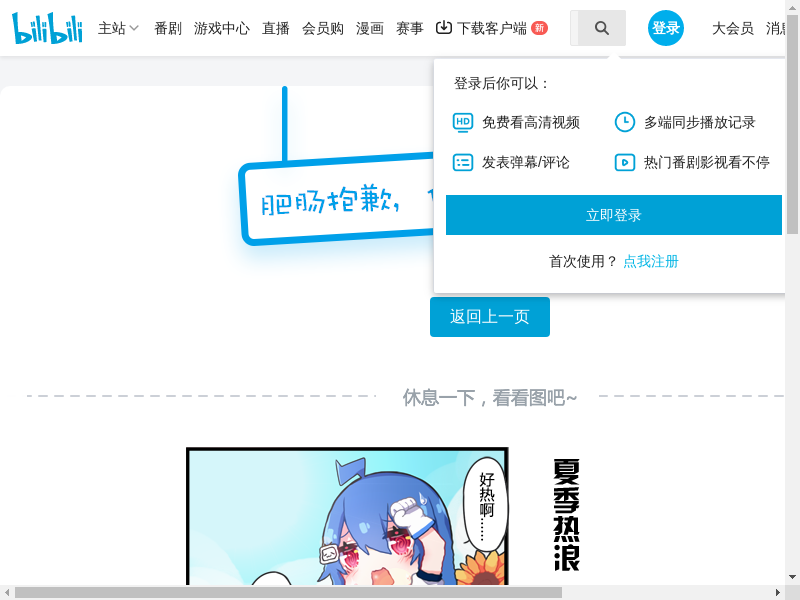 bilibili 主站 番剧 游戏中心 直播 会员购 漫画 赛事 下载客户端 新 登录 大会员 消息
登录后你可以：
HD 免费看高清视频 多端同步播放记录
发表弹幕/评论 热门番剧影视看不停
立即登录
首次使用？ 点我注册
肥肠抱歉，
返回上一页
休息一下，看看图吧~
好热啊……
夏季热浪